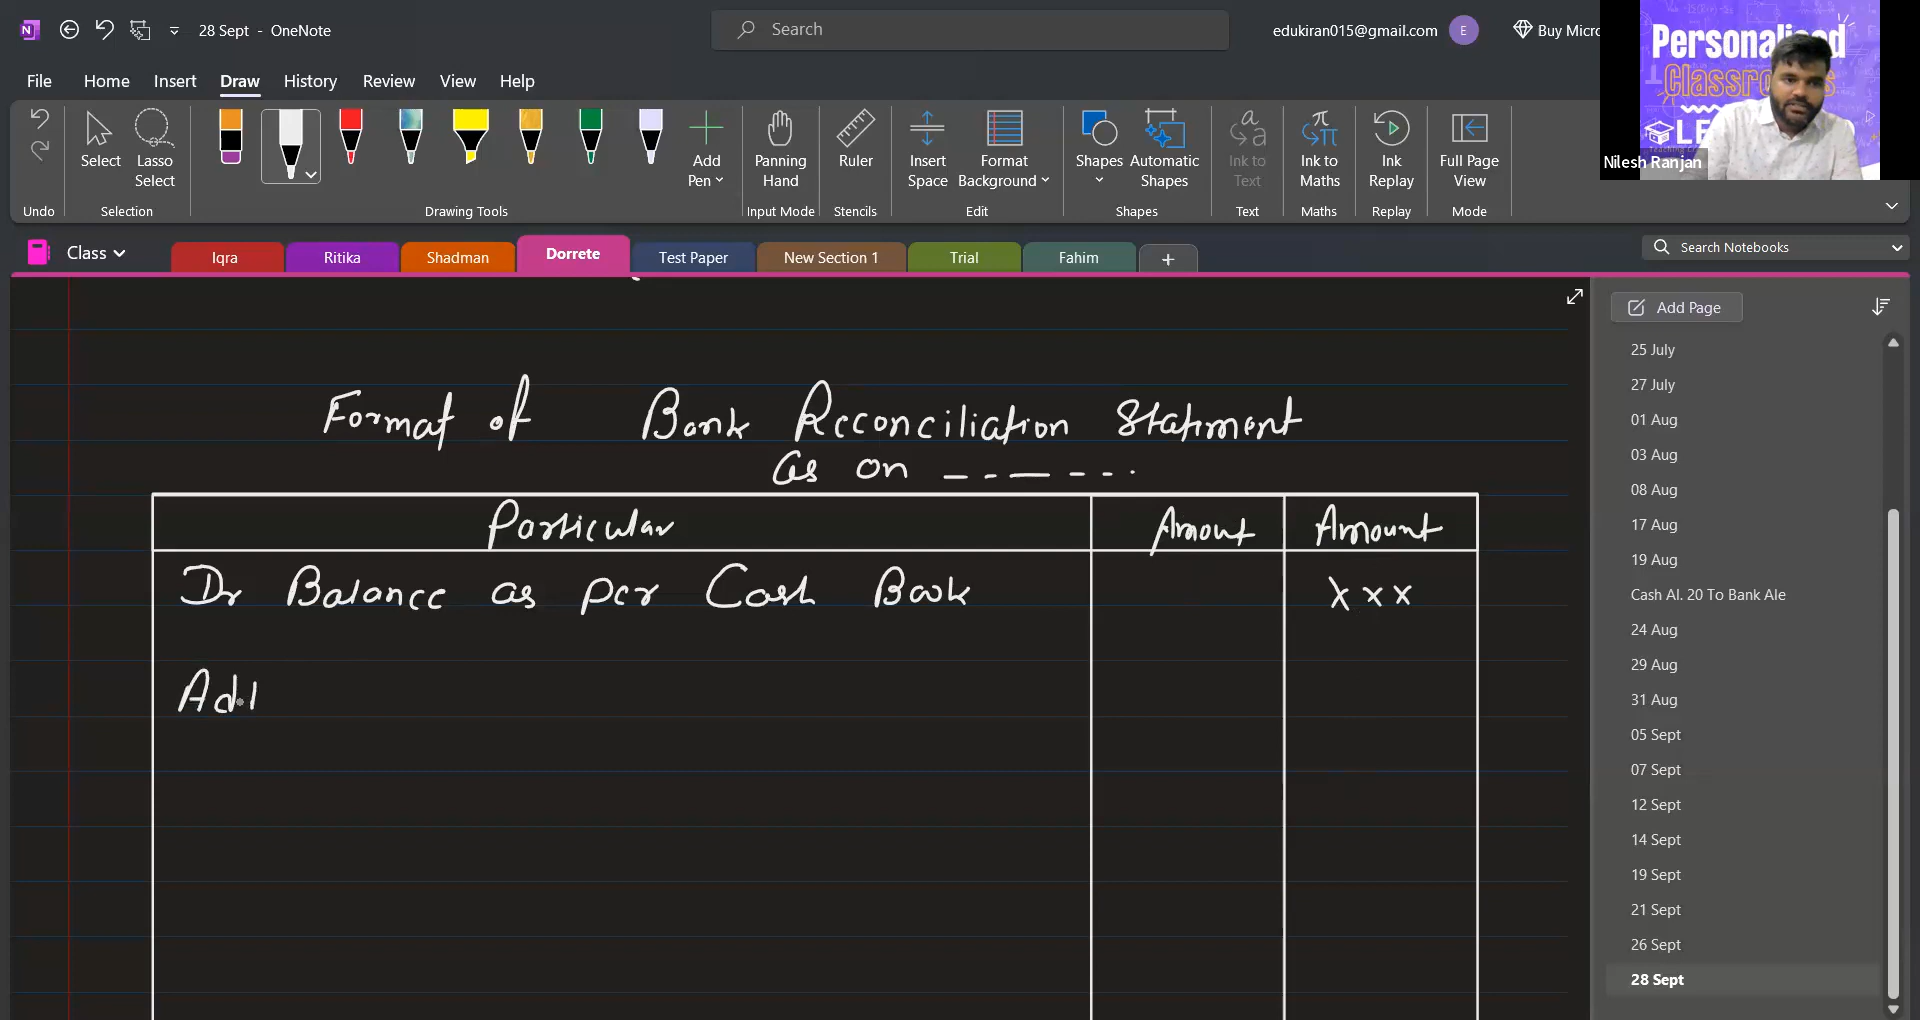 28 Sept - OneNote
Search
edukiran015@gmail.com
E
Buy Micro
Personalised
Classrooms
LE
Nilesh Ranjan
File Home Insert Draw History Review View Help
Select
Lasso Select
Add Pen
Panning Hand
Ruler
Insert Space
Format Background
Shapes
Automatic Shapes
Ink to Text
Ink to Maths
Ink Replay
Full Page View
Undo Selection Drawing Tools Input Mode Stencils Edit Shapes Text Maths Replay Mode
Class Iqra Ritika Shadman Dorrete Test Paper New Section 1 Trial Fahim +
Search Notebooks
Format of Bank Reconciliation Statment
as on _ . _ _ _ . . .
Particular Amout Amount
Dr Balance as per Cash Book x x x
Add
Add Page
25 July
27 July
01 Aug
03 Aug
08 Aug
17 Aug
19 Aug
Cash Al. 20 To Bank Ale
24 Aug
29 Aug
31 Aug
05 Sept
07 Sept
12 Sept
14 Sept
19 Sept
21 Sept
26 Sept
28 Sept